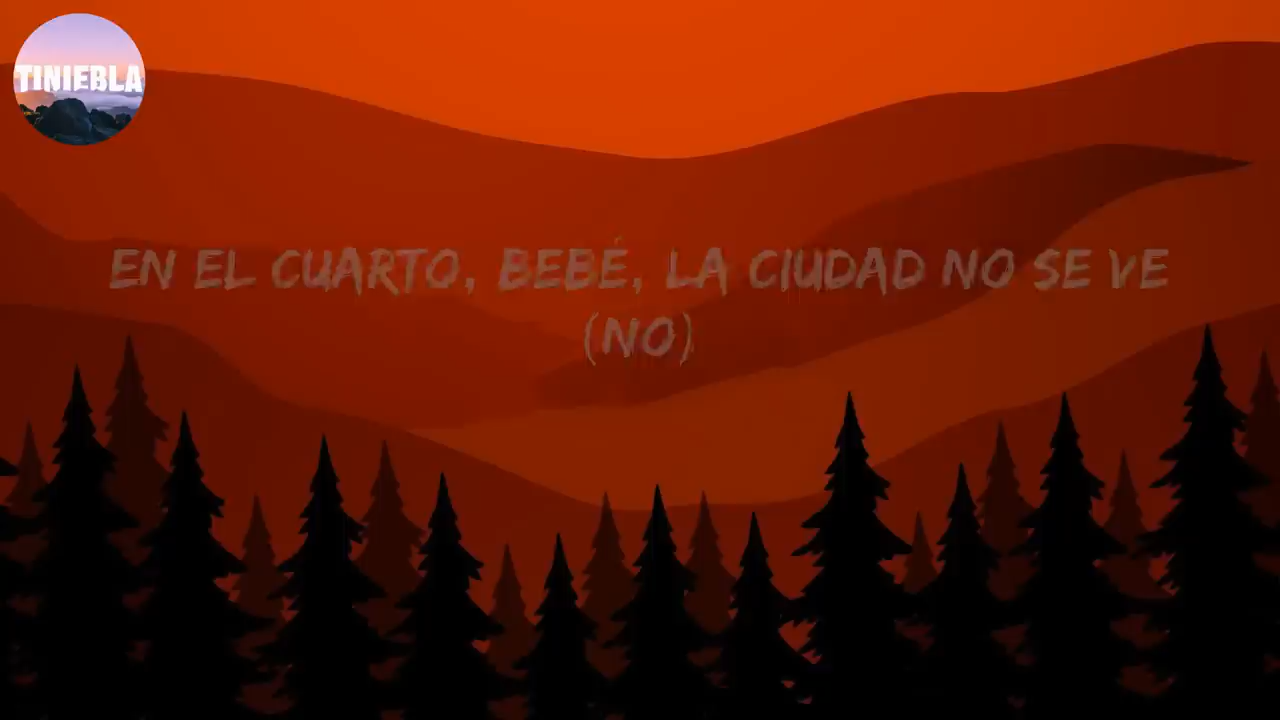 TINIEBLA
EN EL CUARTO, BEBÉ, LA CIUDAD NO SE VE
(NO)